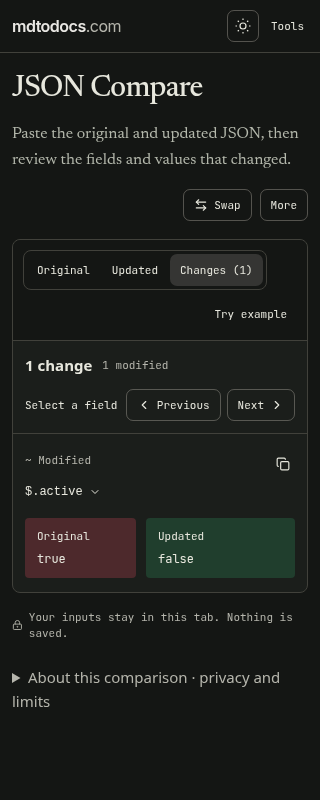 mdtodocs.com
Tools
JSON Compare
Paste the original and updated JSON, then
review the fields and values that changed.
Swap
More
Original
Updated
Changes (1)
Try example
1 change
1 modified
Select a field
Previous
Next
~ Modified
$.active
Original
true
Updated
false
Your inputs stay in this tab. Nothing is
saved.
About this comparison · privacy and
limits